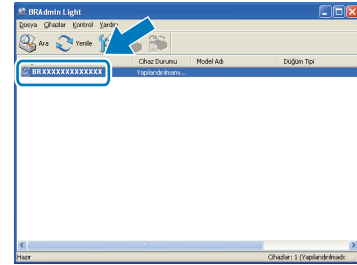 BRAdmin Light
Dosya Cihazlar Kontrol Yardım
Ara Yenile
Cihaz Durumu Model Adı Düğüm Tipi
BRXXXXXXXXXXXXX Yapılandırılmamı...
Hazır Cihazlar: 1 (Yapılandırılmadı: